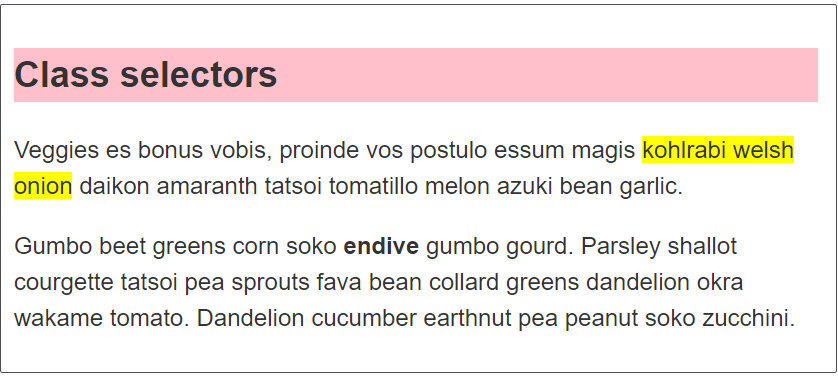 Class selectors
Veggies es bonus vobis, proinde vos postulo essum magis kohlrabi welsh
onion daikon amaranth tatsoi tomatillo melon azuki bean garlic.
Gumbo beet greens corn soko endive gumbo gourd. Parsley shallot
courgette tatsoi pea sprouts fava bean collard greens dandelion okra
wakame tomato. Dandelion cucumber earthnut pea peanut soko zucchini.